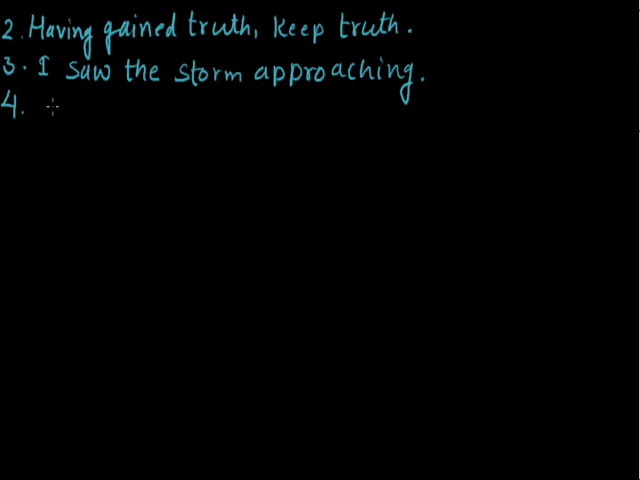 2. Having gained truth, keep truth.
3. I saw the storm approaching.
4.